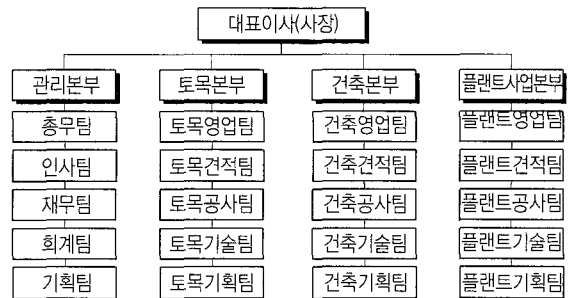 대표이사(사장)
관리본부 토목본부 건축본부 플랜트사업본부
총무팀 토목영업팀 건축영업팀 플랜트영업팀
인사팀 토목견적팀 건축견적팀 플랜트견적팀
재무팀 토목공사팀 건축공사팀 플랜트공사팀
회계팀 토목기술팀 건축기술팀 플랜트기술팀
기획팀 토목기획팀 건축기획팀 플랜트기획팀